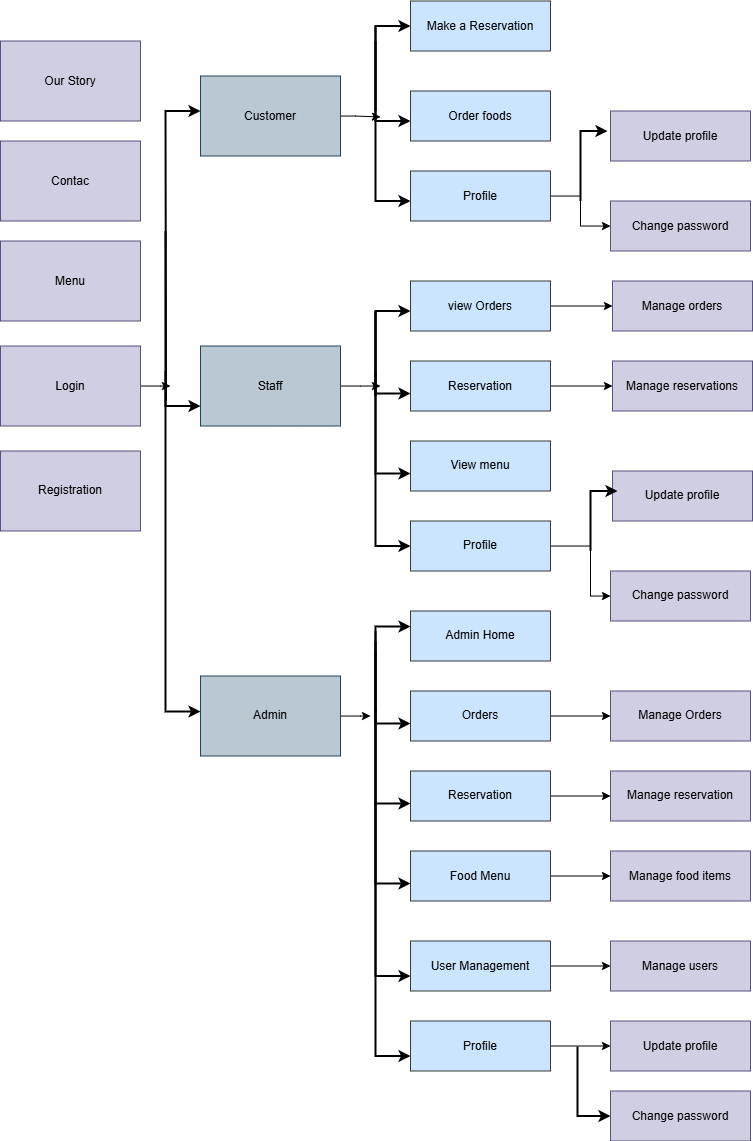 Our Story
Contac
Menu
Login
Registration
Customer
Make a Reservation
Order foods
Profile
Update profile
Change password
Staff
view Orders
Manage orders
Reservation
Manage reservations
View menu
Profile
Update profile
Change password
Admin
Admin Home
Orders
Manage Orders
Reservation
Manage reservation
Food Menu
Manage food items
User Management
Manage users
Profile
Update profile
Change password